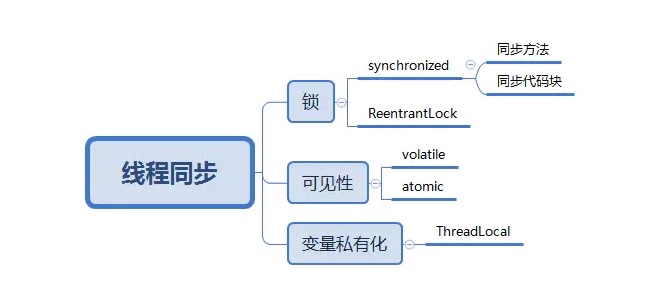 线程同步
锁
synchronized
同步方法
同步代码块
ReentrantLock
可见性
volatile
atomic
变量私有化
ThreadLocal